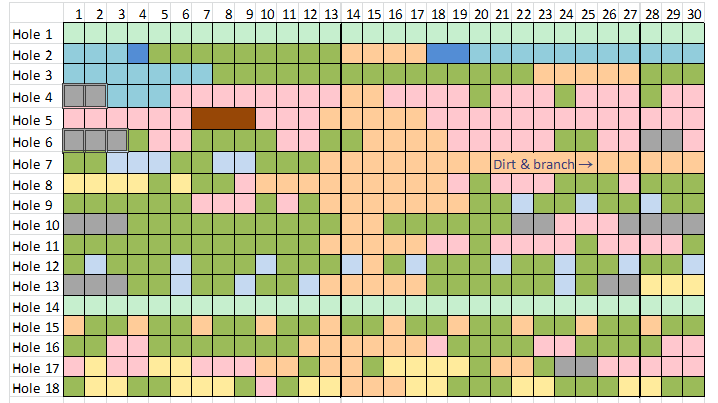 1 2 3 4 5 6 7 8 9 10 11 12 13 14 15 16 17 18 19 20 21 22 23 24 25 26 27 28 29 30
Hole 1
Hole 2
Hole 3
Hole 4
Hole 5
Hole 6
Hole 7 Dirt & branch →
Hole 8
Hole 9
Hole 10
Hole 11
Hole 12
Hole 13
Hole 14
Hole 15
Hole 16
Hole 17
Hole 18